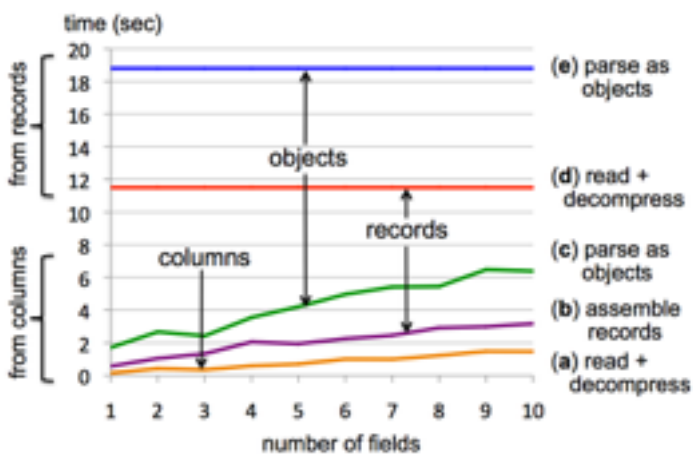 time (sec)
20
18
16
14
12
10
8
6
4
2
0
from records
from columns
objects
records
columns
(e) parse as
objects
(d) read +
decompress
(c) parse as
objects
(b) assemble
records
(a) read +
decompress
1 2 3 4 5 6 7 8 9 10
number of fields